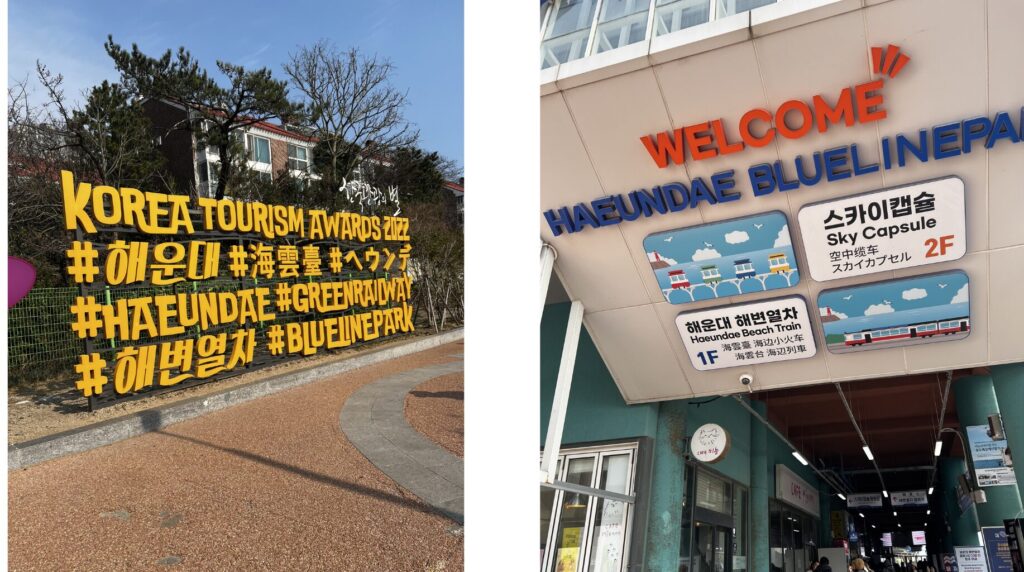 KOREA TOURISM AWARDS 2022
#해운대 #海雲臺 #ヘウンデ
#HAEUNDAE #GREENRAILWAY
#해변열차 #BLUELINEPARK
WELCOME
HAEUNDAE BLUELINEPARK
스카이캡슐
Sky Capsule
空中缆车
スカイカプセル
2F
해운대 해변열차
Haeundae Beach Train
1F
海雲臺 海边小火车
海雲台 海辺列車